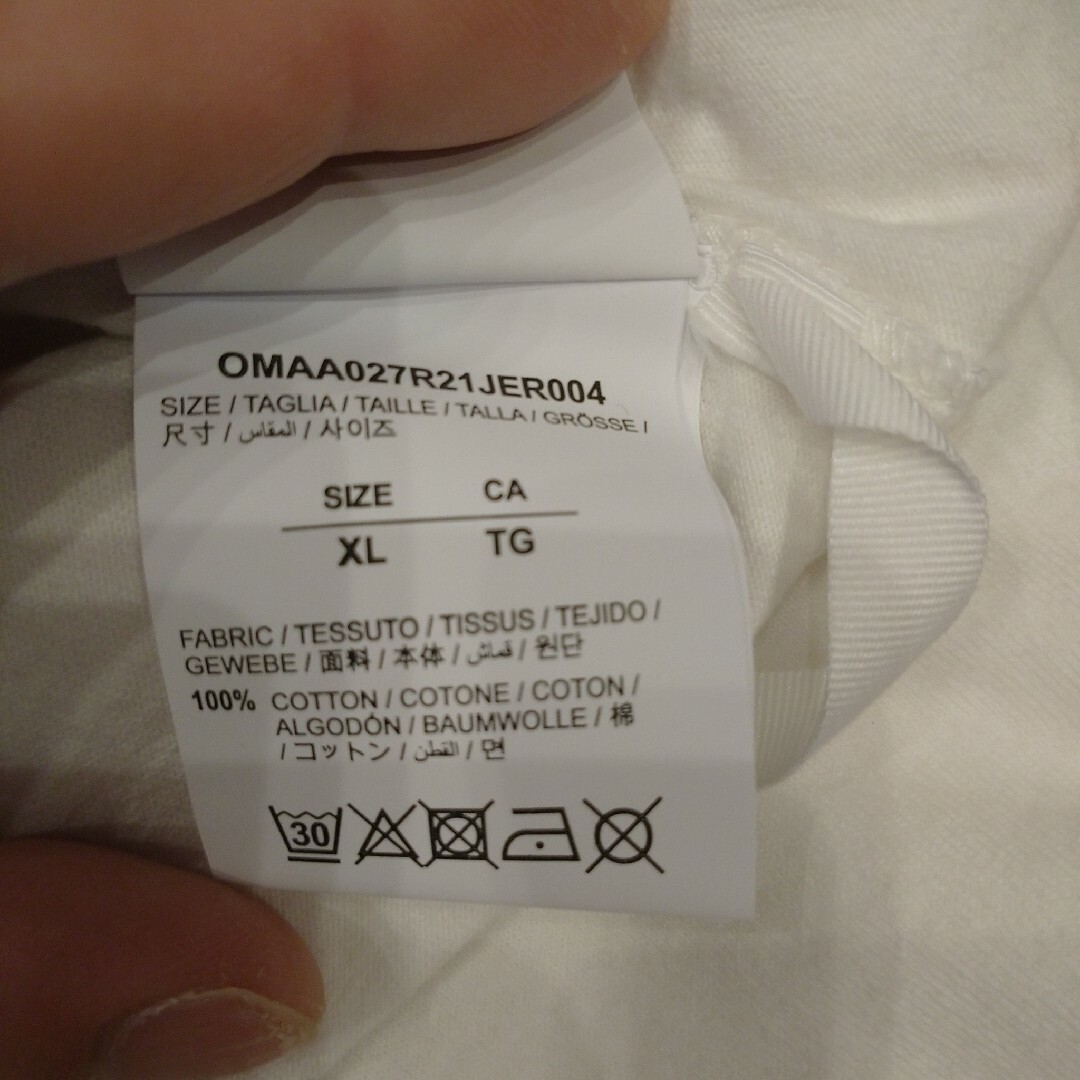 OMAA027R21JER004
SIZE / TAGLIA / TAILLE / TALLA / GRÖSSE /
尺寸 / المقاس / 사이즈
SIZE CA
XL TG
FABRIC / TESSUTO / TISSUS / TEJIDO /
GEWEBE / 面料 / 本体 / قماش / 원단
100% COTTON / COTONE / COTON /
ALGODÓN / BAUMWOLLE / 棉
/ コットン / القطن / 면
30